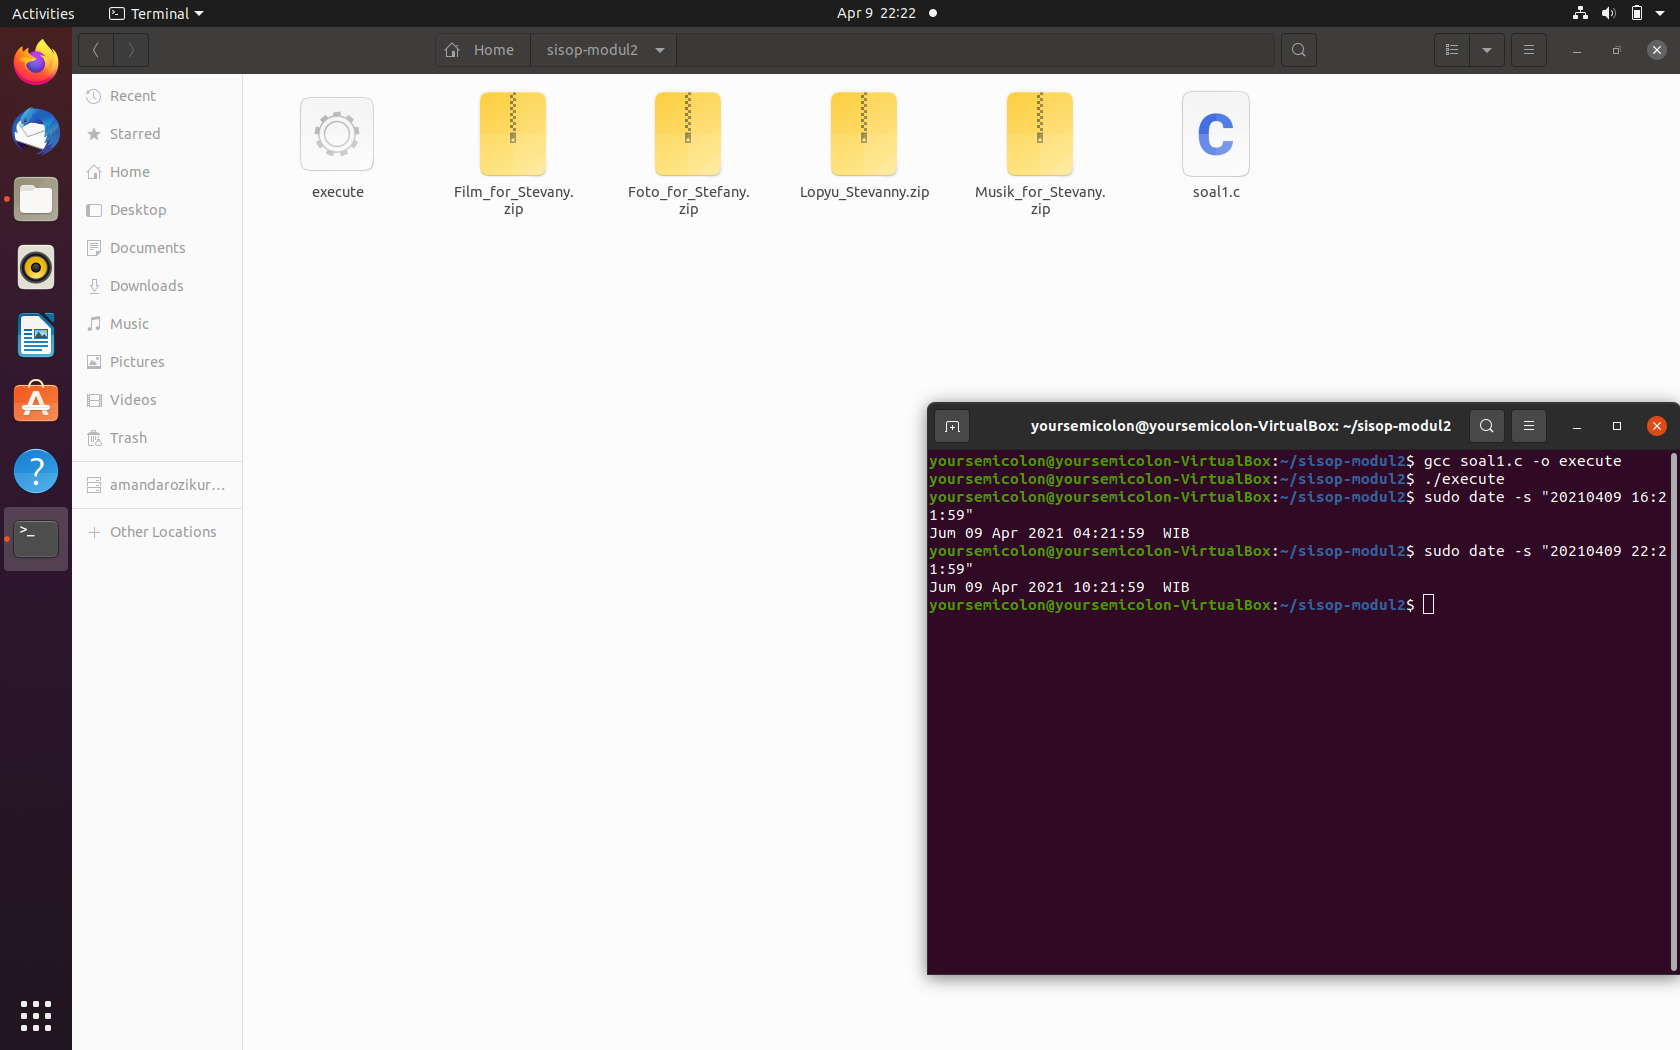 Activities
Terminal
Apr 9 22:22
Home
sisop-modul2
Recent
Starred
Home
Desktop
Documents
Downloads
Music
Pictures
Videos
Trash
amandarozikur...
Other Locations
execute
Film_for_Stevany.
zip
Foto_for_Stefany.
zip
Lopyu_Stevanny.zip
Musik_for_Stevany.
zip
C
soal1.c
yoursemicolon@yoursemicolon-VirtualBox: ~/sisop-modul2
yoursemicolon@yoursemicolon-VirtualBox:~/sisop-modul2$ gcc soal1.c -o execute
yoursemicolon@yoursemicolon-VirtualBox:~/sisop-modul2$ ./execute
yoursemicolon@yoursemicolon-VirtualBox:~/sisop-modul2$ sudo date -s "20210409 16:2
1:59"
Jum 09 Apr 2021 04:21:59  WIB
yoursemicolon@yoursemicolon-VirtualBox:~/sisop-modul2$ sudo date -s "20210409 22:2
1:59"
Jum 09 Apr 2021 10:21:59  WIB
yoursemicolon@yoursemicolon-VirtualBox:~/sisop-modul2$